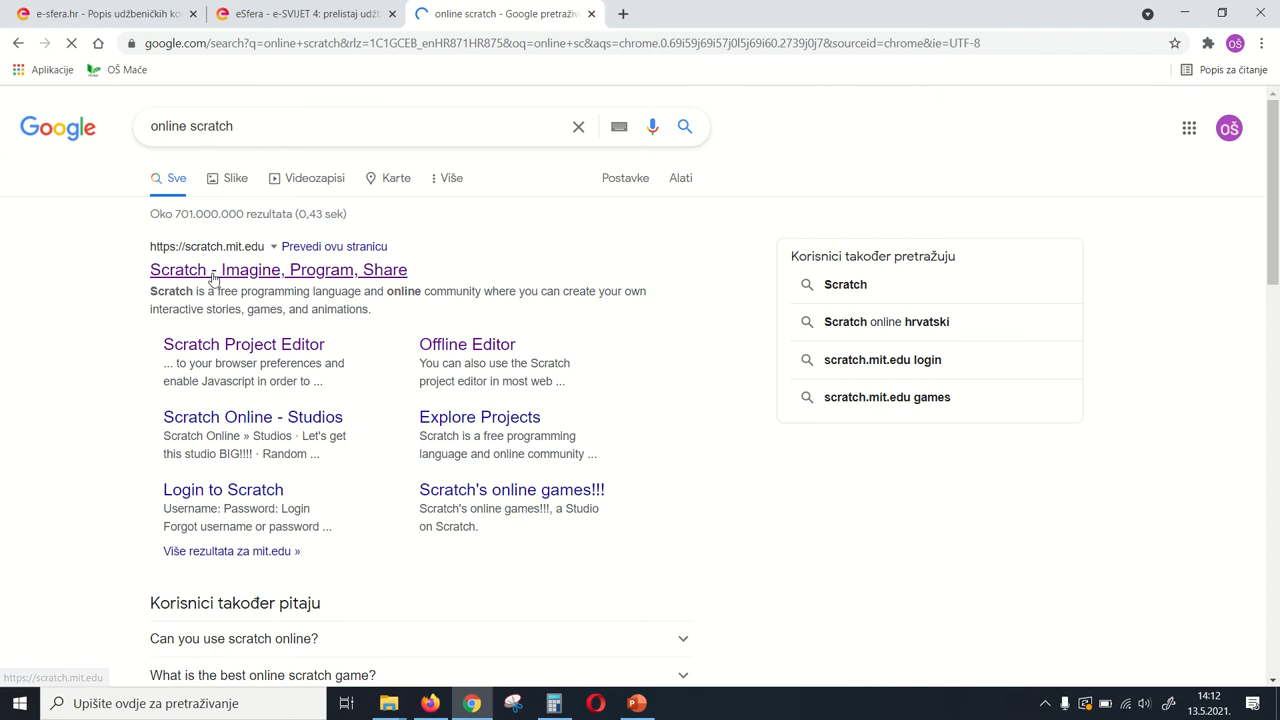 e-sfera.hr - Popis udžbeničkih ko
eSfera - e-SVIJET 4: prelistaj udžb
online scratch - Google pretraživa
google.com/search?q=online+scratch&rlz=1C1GCEB_enHR871HR875&oq=online+sc&aqs=chrome.0.69i59j69i57j0l5j69i60.2739j0j7&sourceid=chrome&ie=UTF-8
OŠ
Aplikacije
OŠ Mače
Popis za čitanje
Google
online scratch
OŠ
Sve
Slike
Videozapisi
Karte
Više
Postavke
Alati
Oko 701.000.000 rezultata (0,43 sek)
https://scratch.mit.edu
Prevedi ovu stranicu
Scratch - Imagine, Program, Share
Scratch is a free programming language and online community where you can create your own
interactive stories, games, and animations.
Scratch Project Editor
... to your browser preferences and
enable Javascript in order to ...
Offline Editor
You can also use the Scratch
project editor in most web ...
Scratch Online - Studios
Scratch Online » Studios · Let's get
this studio BIG!!!! · Random ...
Explore Projects
Scratch is a free programming
language and online community ...
Login to Scratch
Username: Password: Login
Forgot username or password ...
Scratch's online games!!!
Scratch's online games!!!, a Studio
on Scratch.
Više rezultata za mit.edu »
Korisnici također pretražuju
Scratch
Scratch online hrvatski
scratch.mit.edu login
scratch.mit.edu games
Korisnici također pitaju
Can you use scratch online?
What is the best online scratch game?
https://scratch.mit.edu
Upišite ovdje za pretraživanje
14:12
13.5.2021.